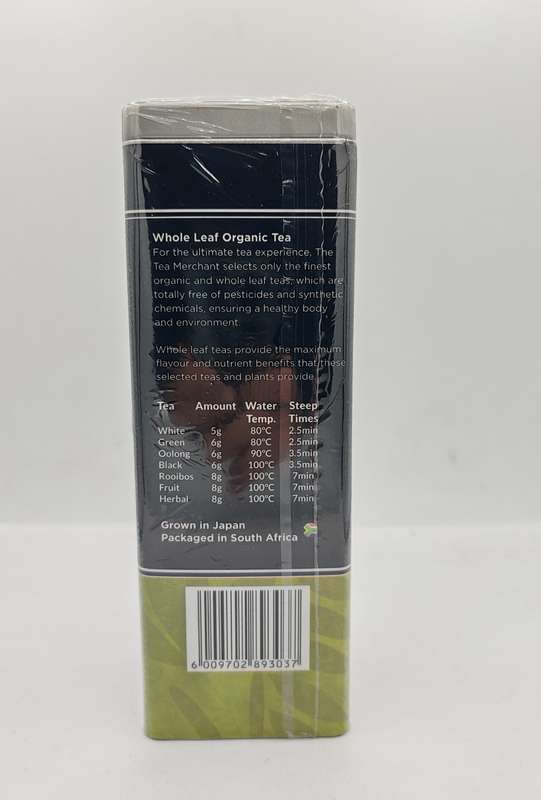 Whole Leaf Organic Tea
For the ultimate tea experience, The
Tea Merchant selects only the finest
organic and whole leaf teas, which are
totally free of pesticides and synthetic
chemicals, ensuring a healthy body
and environment.
Whole leaf teas provide the maximum
flavour and nutrient benefits that these
selected teas and plants provide.
Tea Amount Water Steep
Temp. Times
White 5g 80°C 2.5min
Green 6g 80°C 2.5min
Oolong 6g 90°C 3.5min
Black 6g 100°C 3.5min
Rooibos 8g 100°C 7min
Fruit 8g 100°C 7min
Herbal 8g 100°C 7min
Grown in Japan
Packaged in South Africa
6 009702 893037